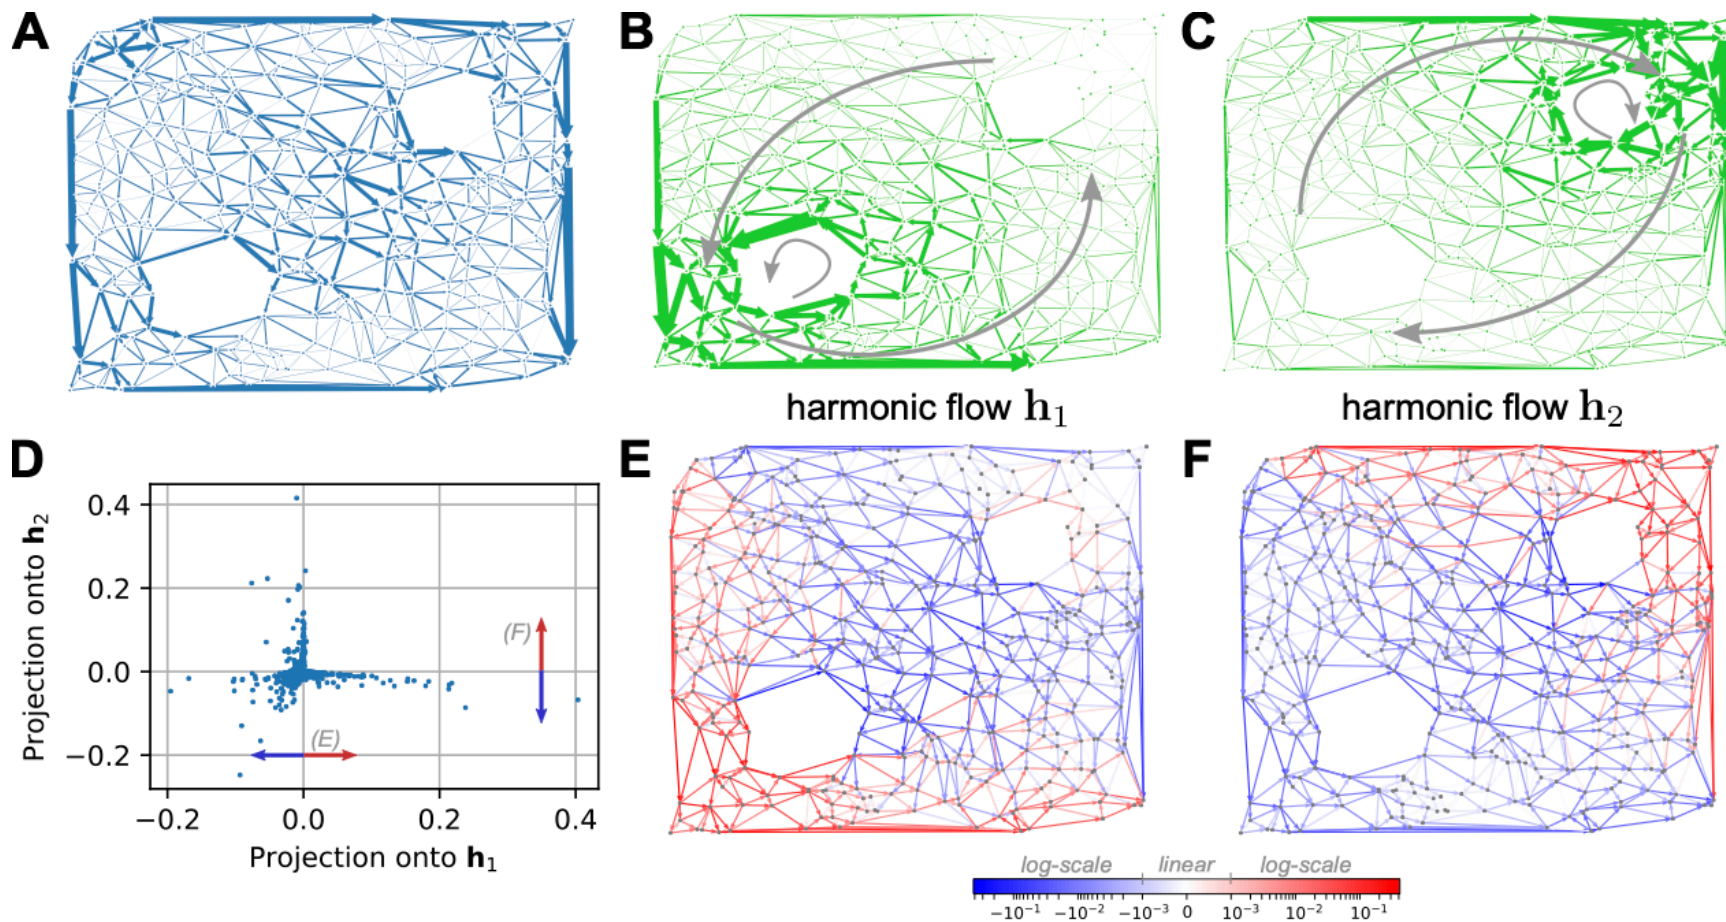 A
B
C
harmonic flow h₁
harmonic flow h₂
D
E
F
Projection onto h₂
0.4
0.2
0.0
−0.2
(F)
(E)
−0.2
0.0
0.2
0.4
Projection onto h₁
log-scale
linear
log-scale
−10⁻¹
−10⁻²
−10⁻³
0
10⁻³
10⁻²
10⁻¹